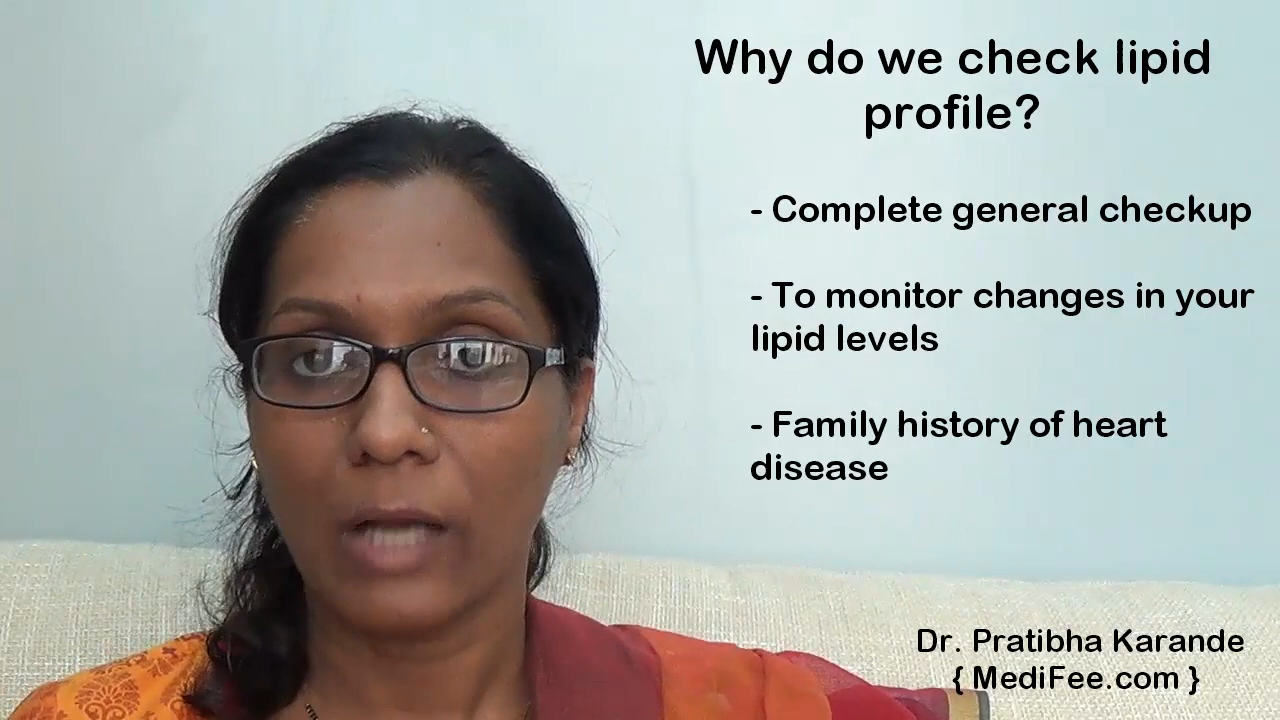 Why do we check lipid
profile?
- Complete general checkup
- To monitor changes in your
lipid levels
- Family history of heart
disease
Dr. Pratibha Karande
{ MediFee.com }